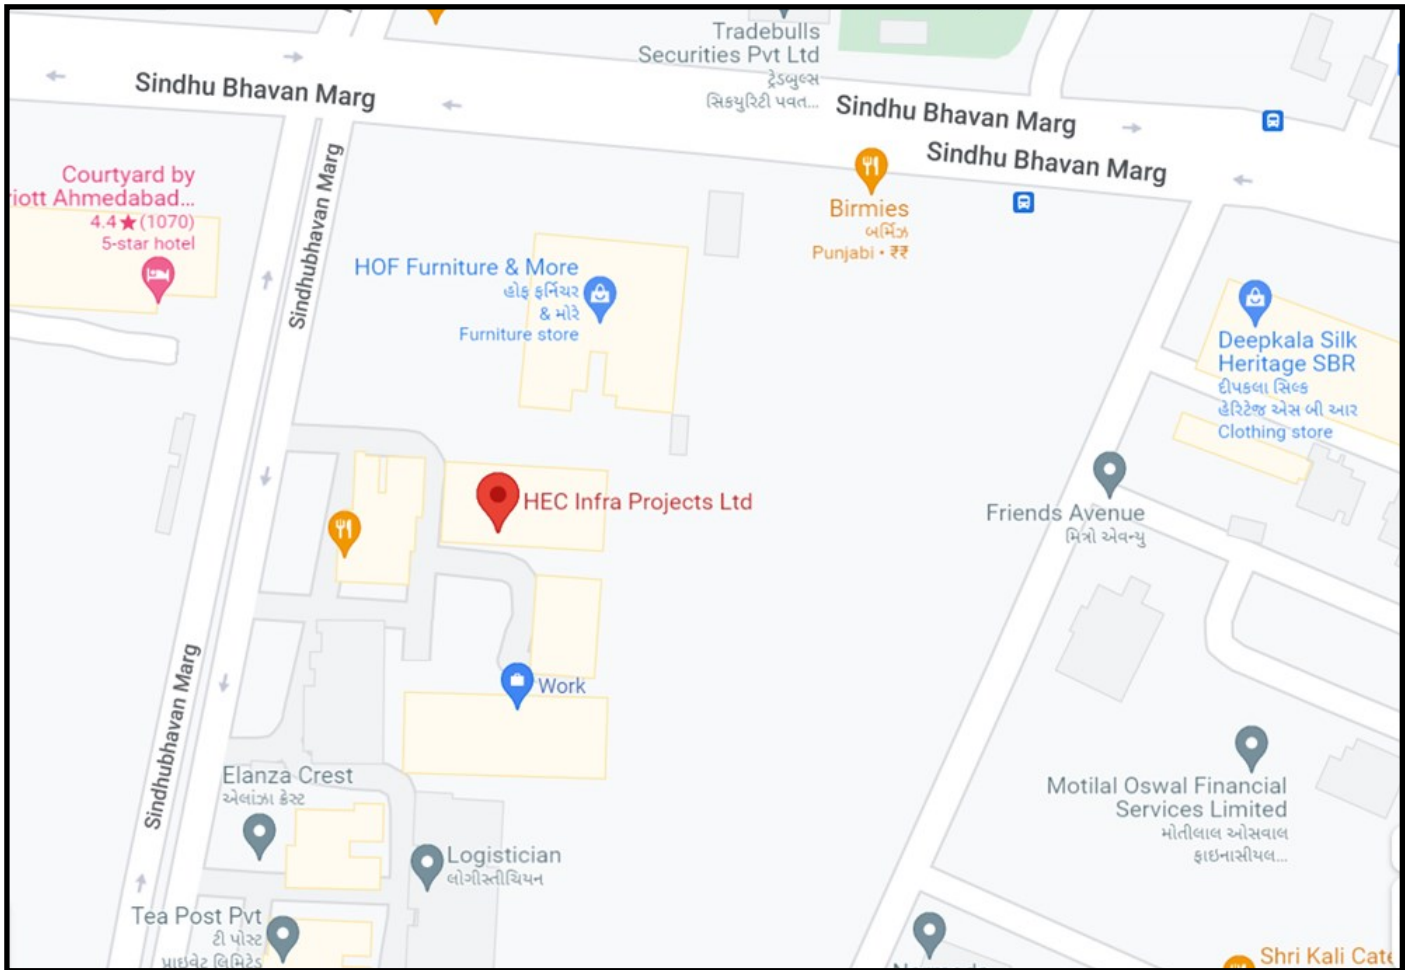 Tradebulls
Securities Pvt Ltd
ટ્રેડબુલ્સ
સિક્યુરિટી પવત...
Sindhu Bhavan Marg
Sindhu Bhavan Marg
Sindhu Bhavan Marg
Courtyard by
riott Ahmedabad...
4.4★(1070)
5-star hotel
Sindhubhavan Marg
Birmies
બર્મિઝ
Punjabi • ₹₹
HOF Furniture & More
હોફ ફર્નિચર
& મોરે
Furniture store
Deepkala Silk
Heritage SBR
દીપકલા સિલ્ક
હેરિટેજ એસ બી આર
Clothing store
HEC Infra Projects Ltd
Friends Avenue
મિત્રો એવન્યુ
Work
Sindhubhavan Marg
Elanza Crest
એલાંઝા ક્રેસ્ટ
Motilal Oswal Financial
Services Limited
મોતીલાલ ઓસવાલ
ફાઇનાસીયલ...
Logistician
લોગીસ્તીચિયન
Tea Post Pvt
ટી પોસ્ટ
પ્રાઇવેટ લિમિટેડ
Shri Kali Cate